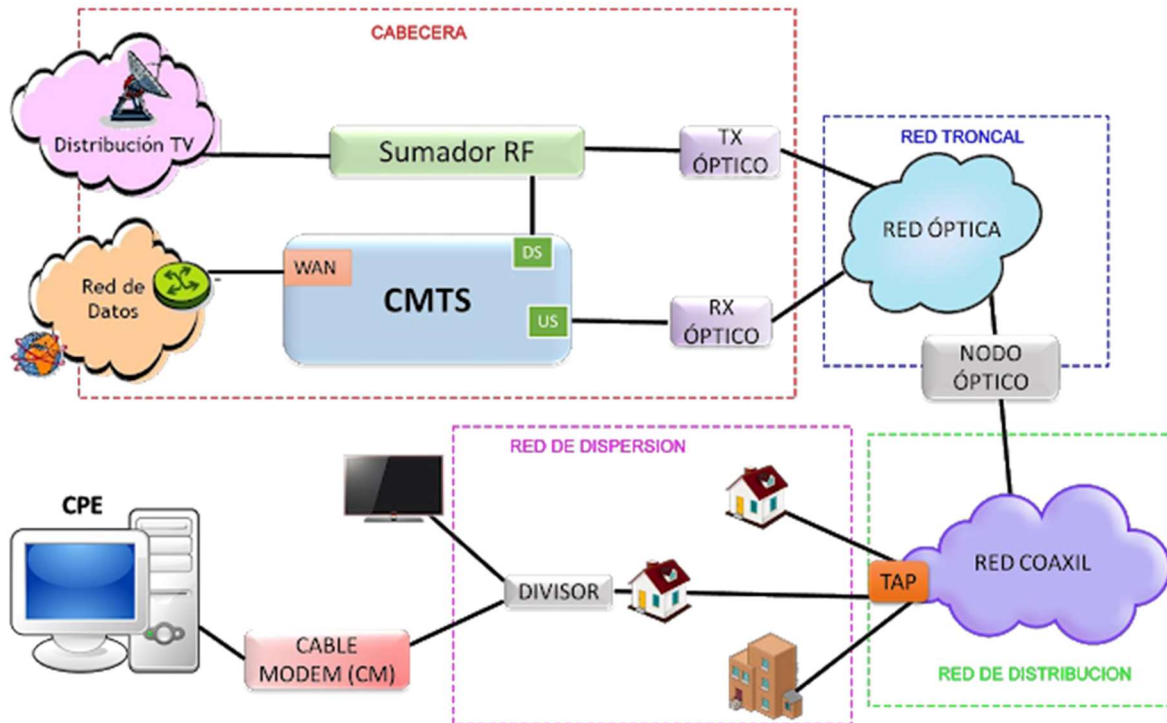 CABECERA
Distribución TV
Sumador RF
TX
ÓPTICO
RED TRONCAL
RED ÓPTICA
Red de
Datos
WAN
DS
CMTS
US
RX
ÓPTICO
NODO
ÓPTICO
RED DE DISPERSION
CPE
DIVISOR
TAP
RED COAXIL
CABLE
MODEM (CM)
RED DE DISTRIBUCION